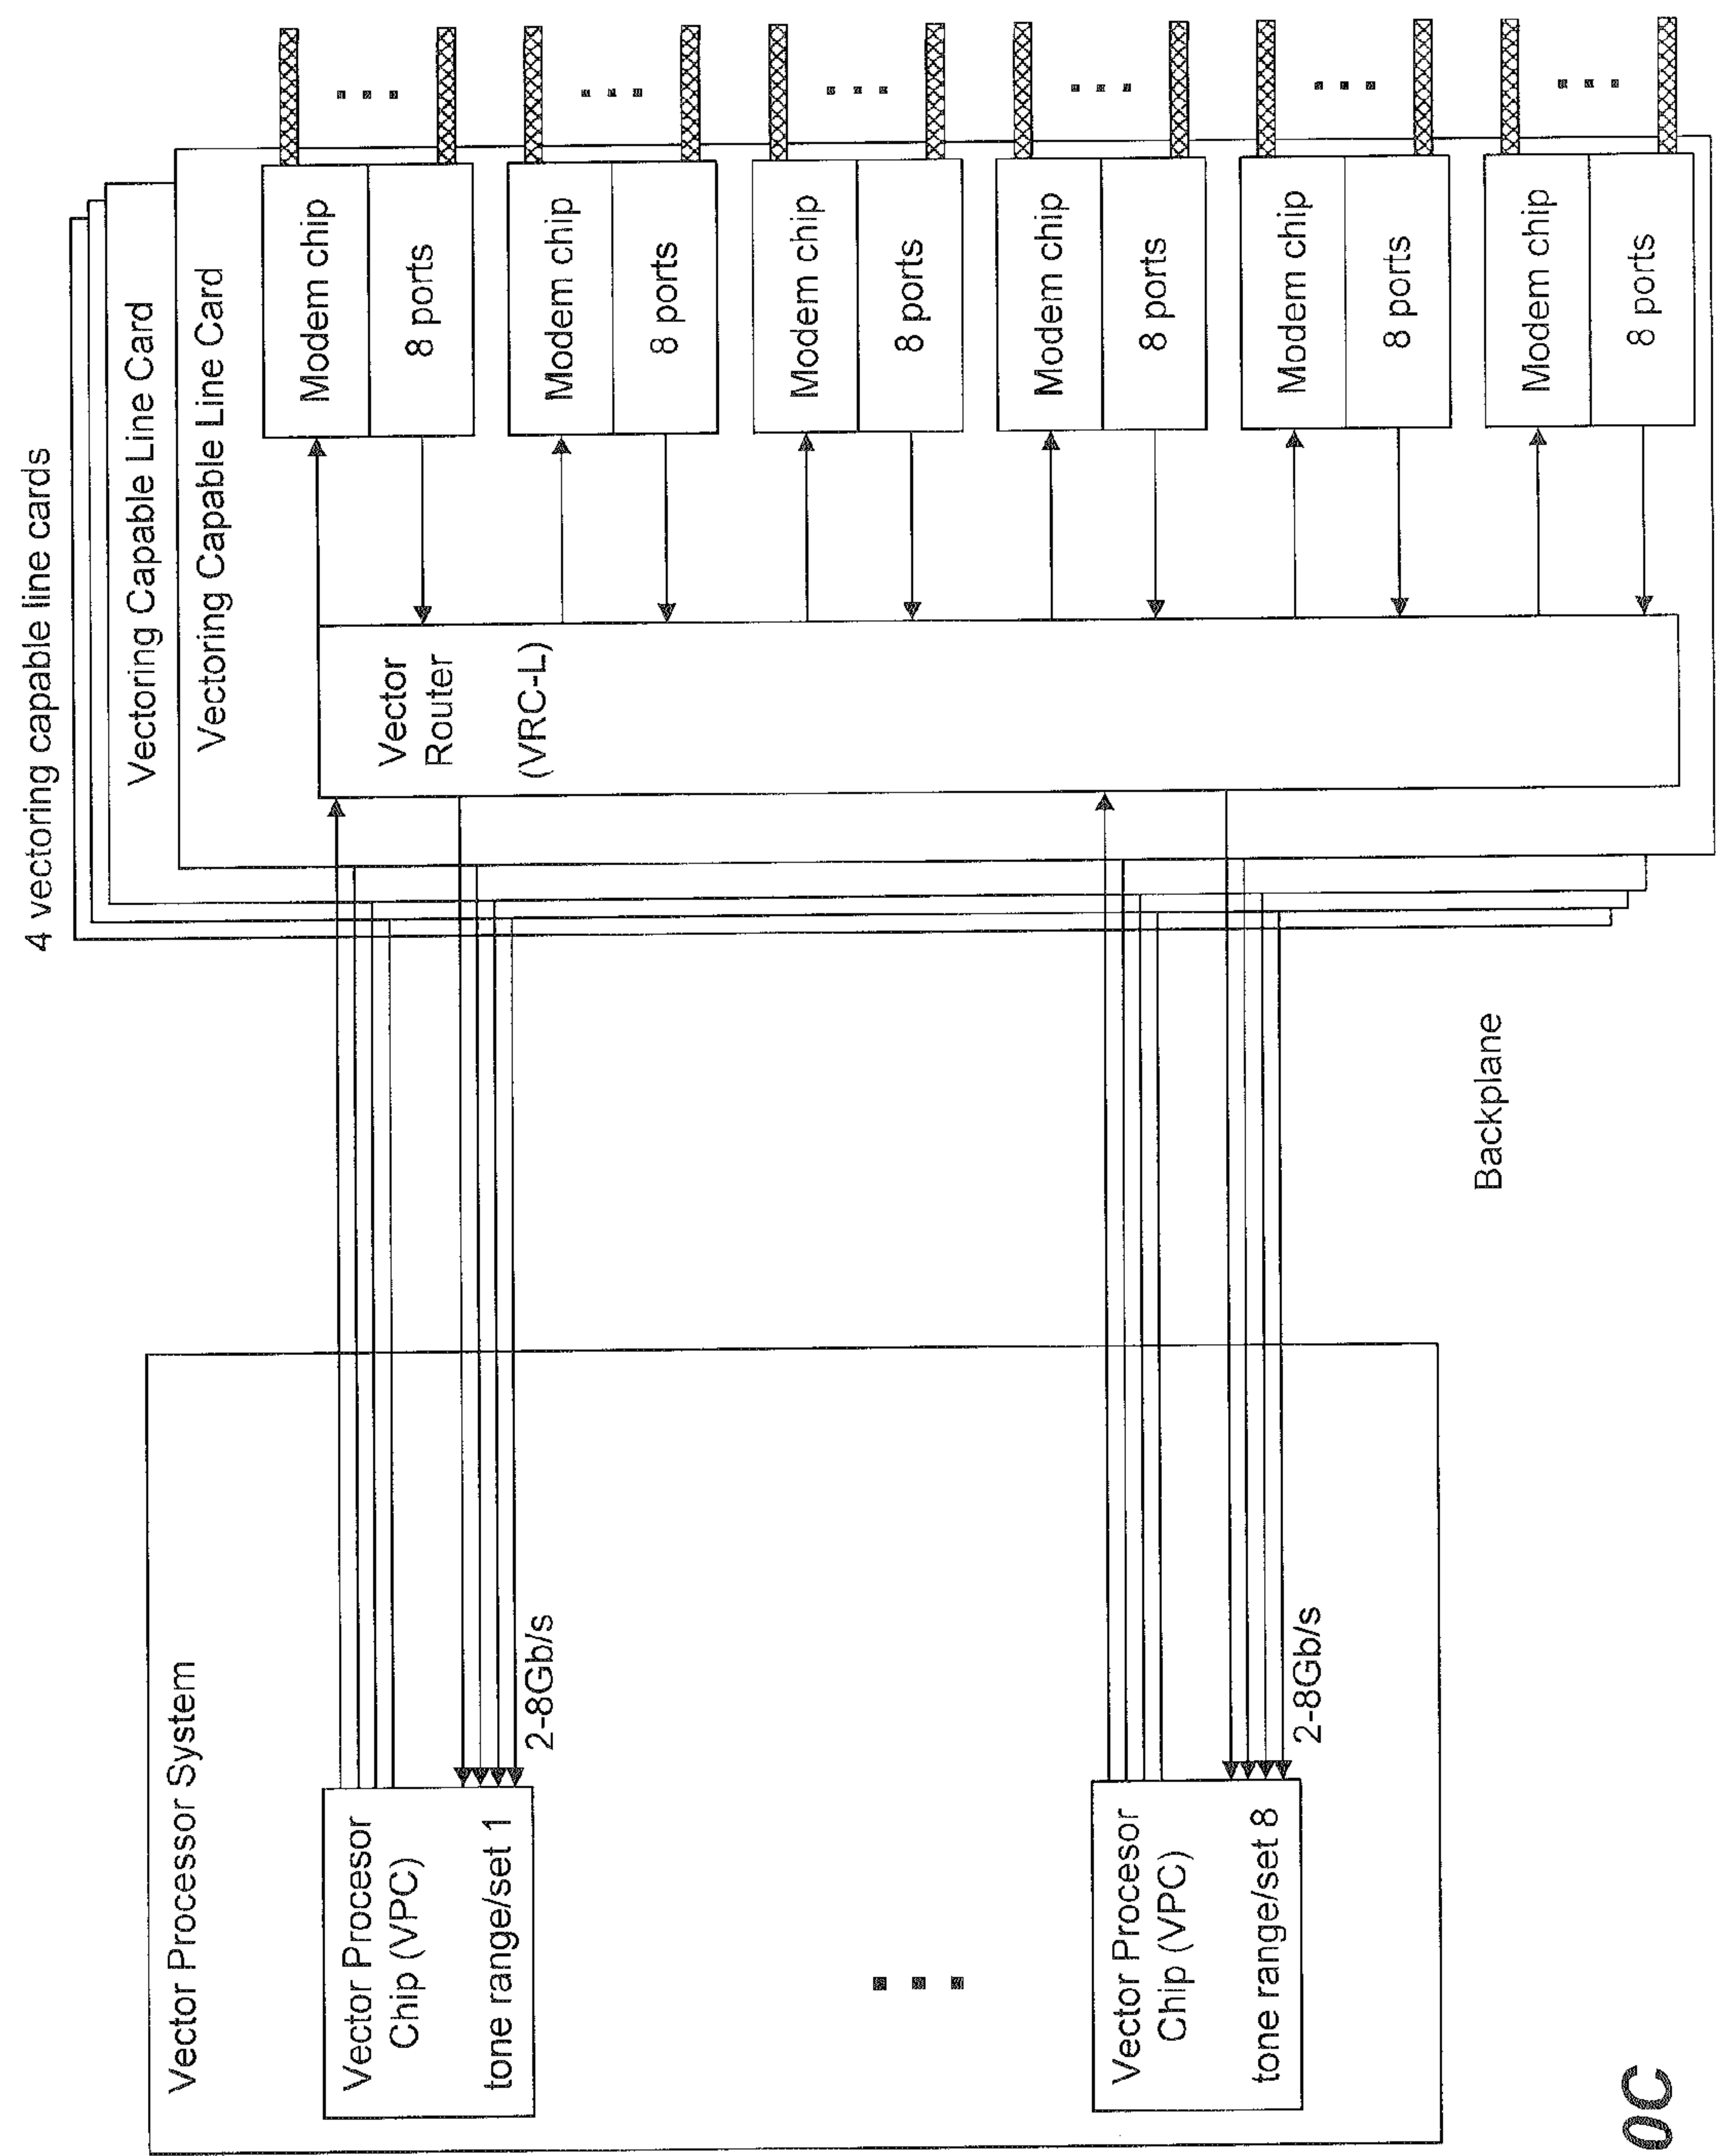 4 vectoring capable line cards
Vectoring Capable Line Card
Vectoring Capable Line Card
Modem chip
8 ports
Modem chip
8 ports
Modem chip
8 ports
Modem chip
8 ports
Modem chip
8 ports
Modem chip
8 ports
Vector
Router
(VRC-L)
Backplane
Vector Processor System
Vector Procesor
Chip (VPC)
tone range/set 1
2-8Gb/s
Vector Procesor
Chip (VPC)
tone range/set 8
2-8Gb/s
0C